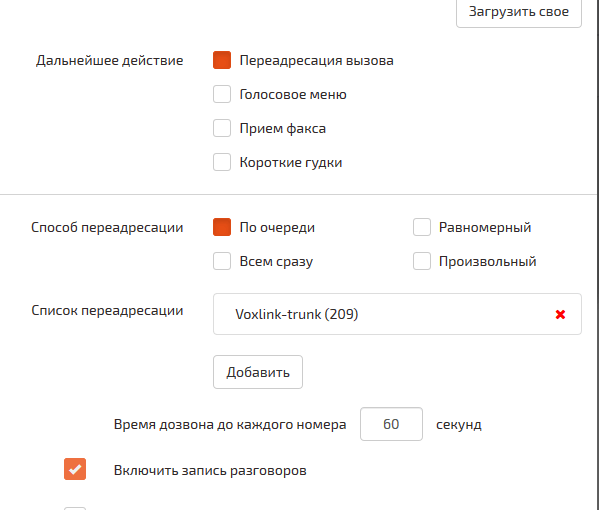 Загрузить свое
Дальнейшее действие
Переадресация вызова
Голосовое меню
Прием факса
Короткие гудки
Способ переадресации
По очереди
Равномерный
Всем сразу
Произвольный
Список переадресации
Voxlink-trunk (209)
Добавить
Время дозвона до каждого номера 60 секунд
Включить запись разговоров